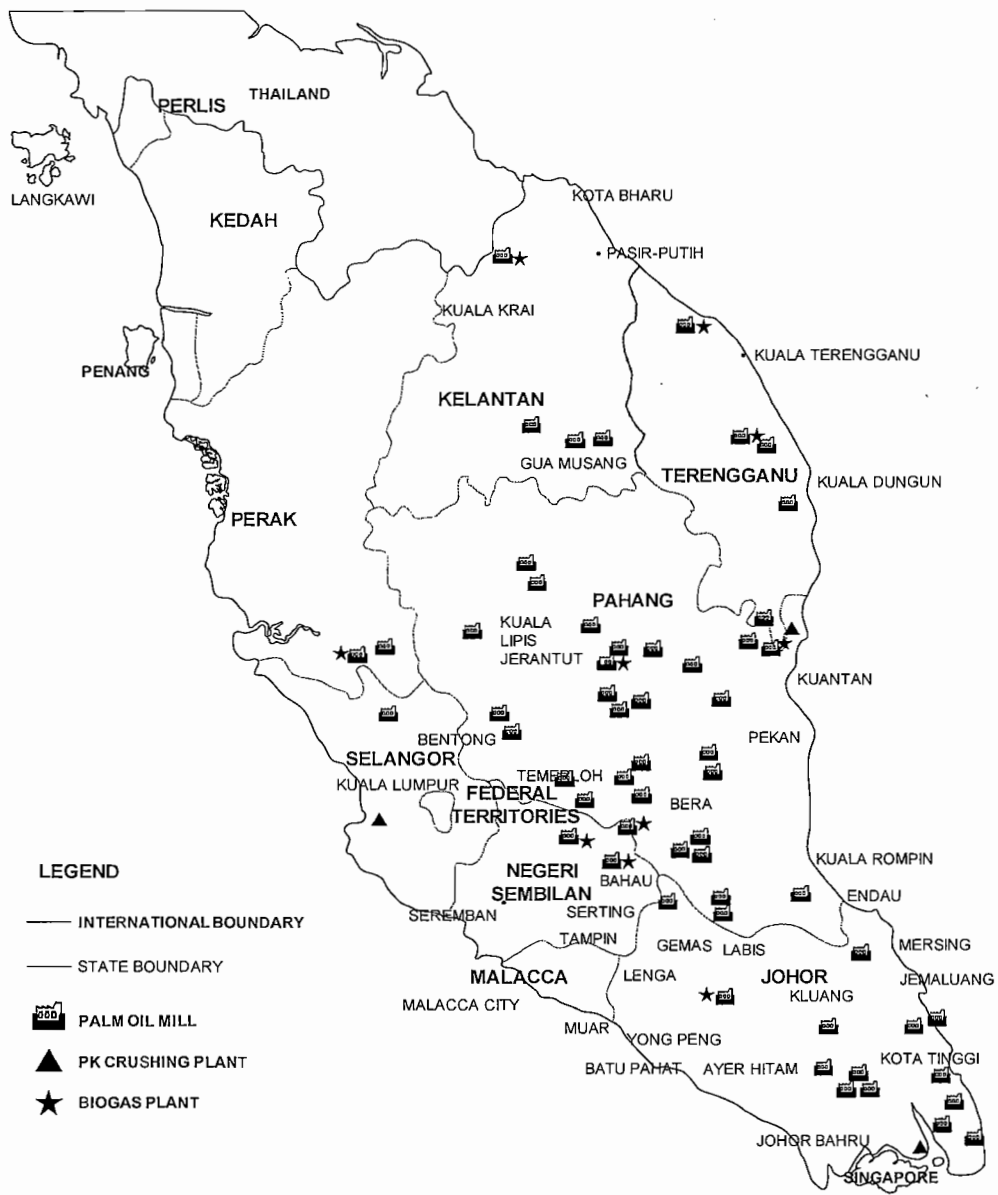 THAILAND
PERLIS
LANGKAWI
KEDAH
KOTA BHARU
PASIR-PUTIH
KUALA KRAI
KUALA TERENGGANU
PENANG
KELANTAN
GUA MUSANG
TERENGGANU
KUALA DUNGUN
PERAK
PAHANG
KUALA
LIPIS
JERANTUT
KUANTAN
BENTONG
PEKAN
SELANGOR
TEMERLOH
KUALA LUMPUR
FEDERAL
TERRITORIES
BERA
KUALA ROMPIN
NEGERI
SEMBILAN
BAHAU
ENDAU
SEREMBAN
SERTING
TAMPIN
GEMAS
LABIS
MERSING
MALACCA
LENGA
JOHOR
JEMALUANG
KLUANG
MALACCA CITY
MUAR
YONG PENG
KOTA TINGGI
BATU PAHAT
AYER HITAM
JOHOR BAHRU
SINGAPORE
LEGEND
INTERNATIONAL BOUNDARY
STATE BOUNDARY
PALM OIL MILL
PK CRUSHING PLANT
BIOGAS PLANT